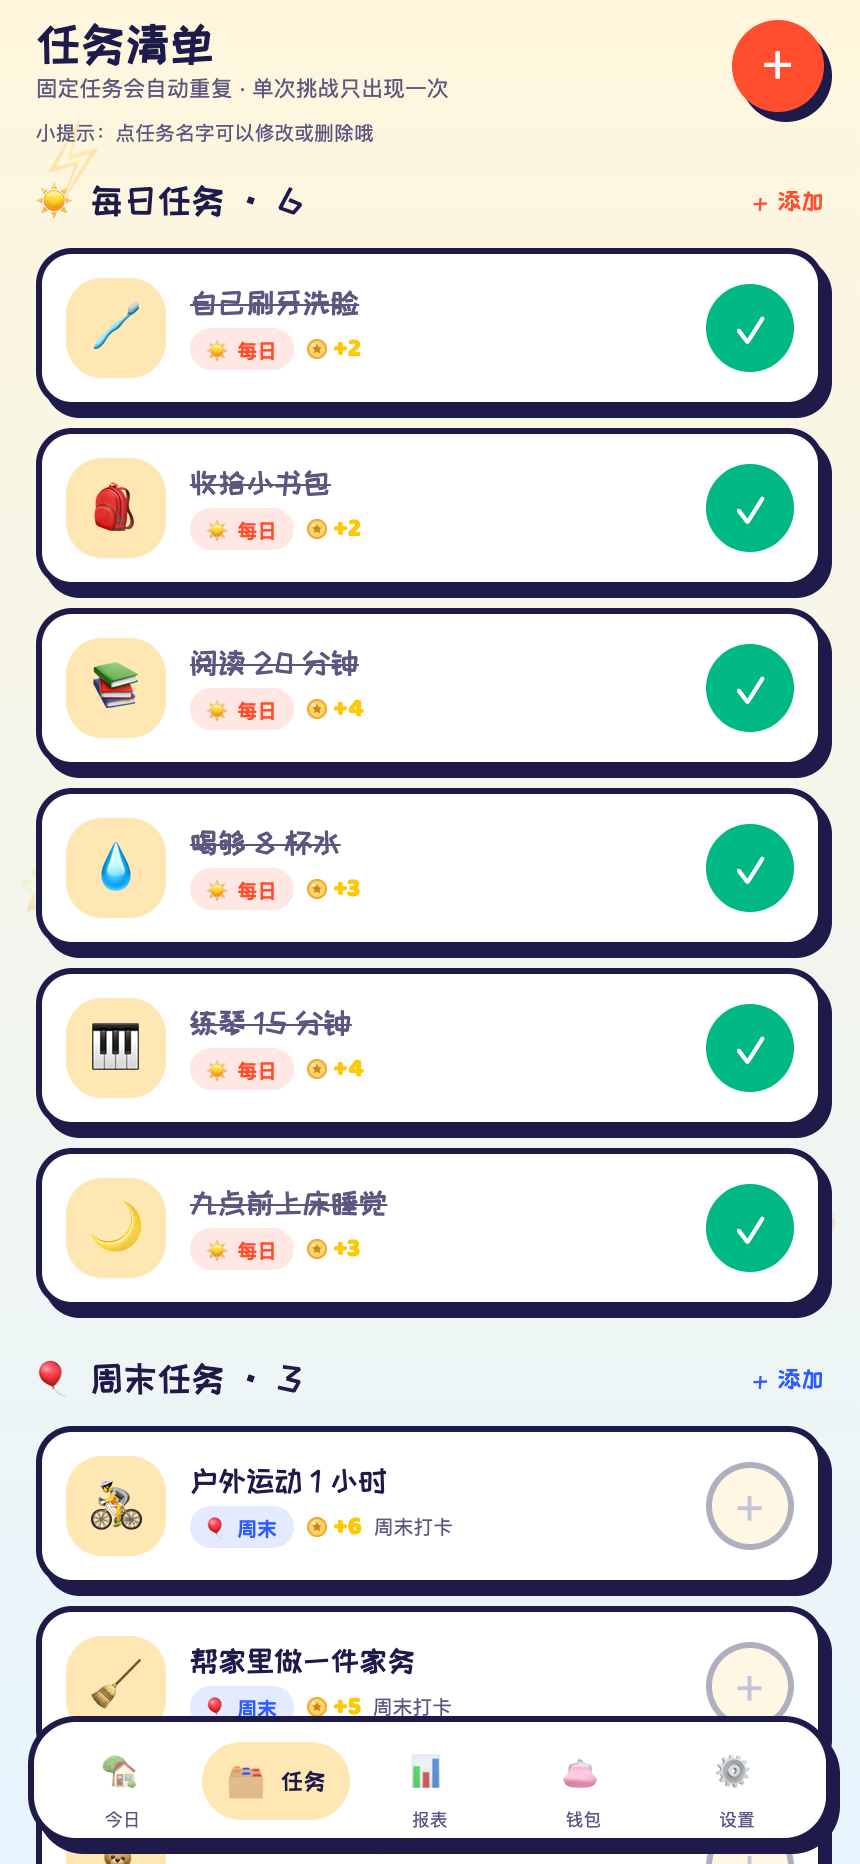 任务清单
固定任务会自动重复 · 单次挑战只出现一次
小提示：点任务名字可以修改或删除哦
每日任务 · 6
+ 添加
自己刷牙洗脸
每日 +2
收拾小书包
每日 +2
阅读 20 分钟
每日 +4
喝够 8 杯水
每日 +3
练琴 15 分钟
每日 +4
九点前上床睡觉
每日 +3
周末任务 · 3
+ 添加
户外运动 1 小时
周末 +6 周末打卡
帮家里做一件家务
周末 +5 周末打卡
今日
任务
报表
钱包
设置